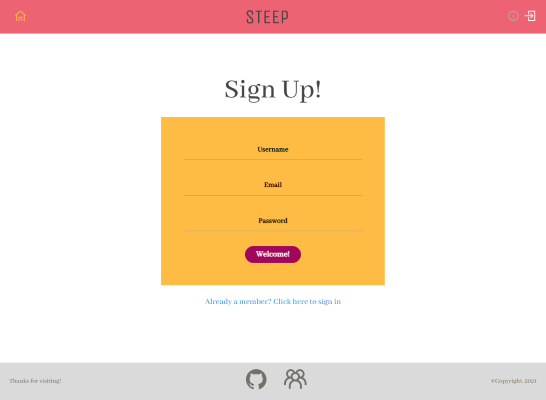 STEEP
Sign Up!
Username
Email
Password
Welcome!
Already a member? Click here to sign in
Thanks for visiting!
©Copyright, 2021